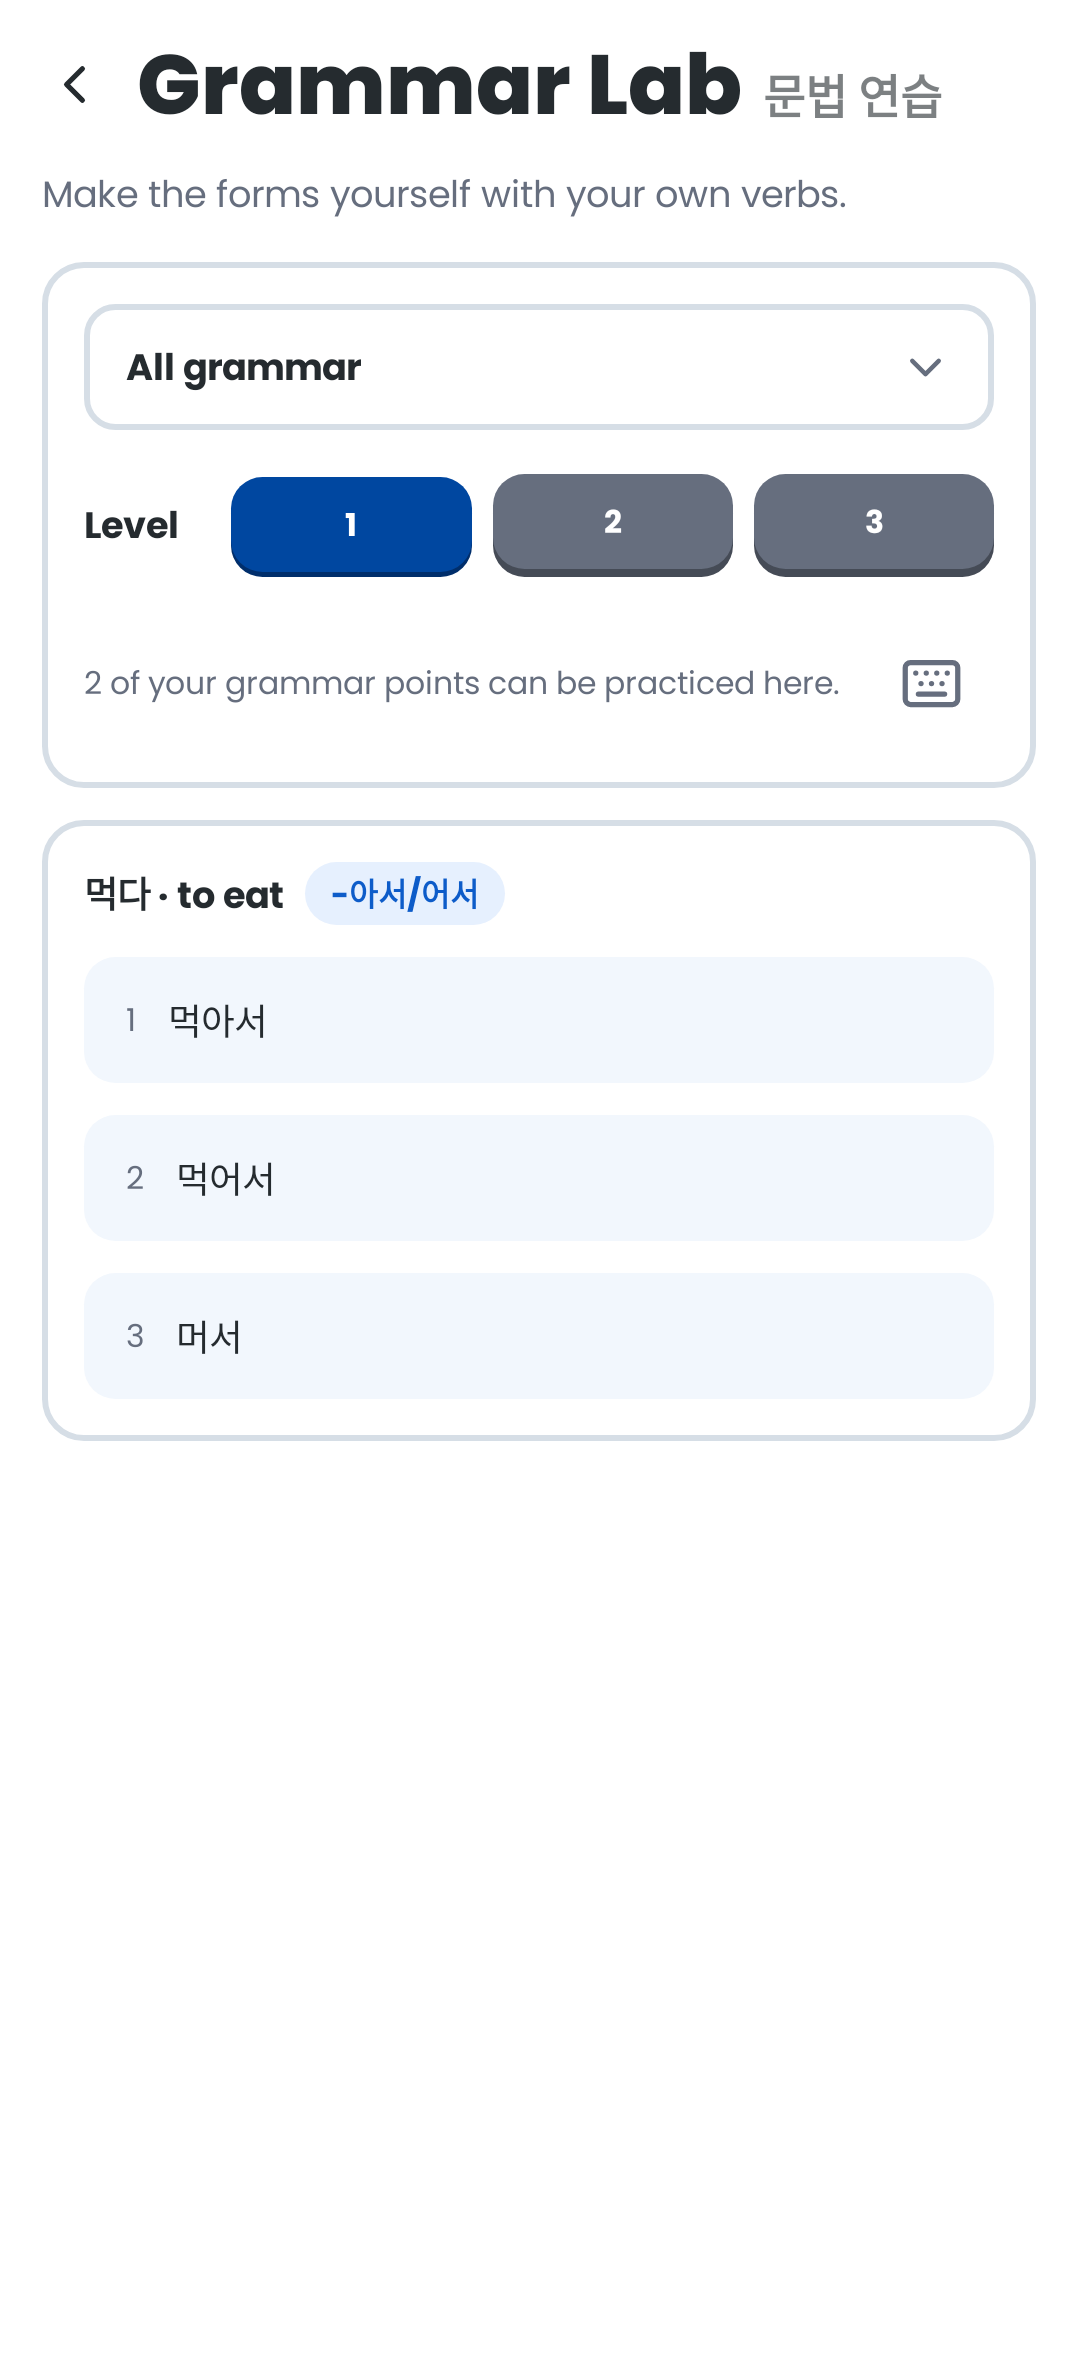 Grammar Lab 문법 연습
Make the forms yourself with your own verbs.
All grammar
Level 1 2 3
2 of your grammar points can be practiced here.
먹다 · to eat -아서/어서
1 먹아서
2 먹어서
3 머서